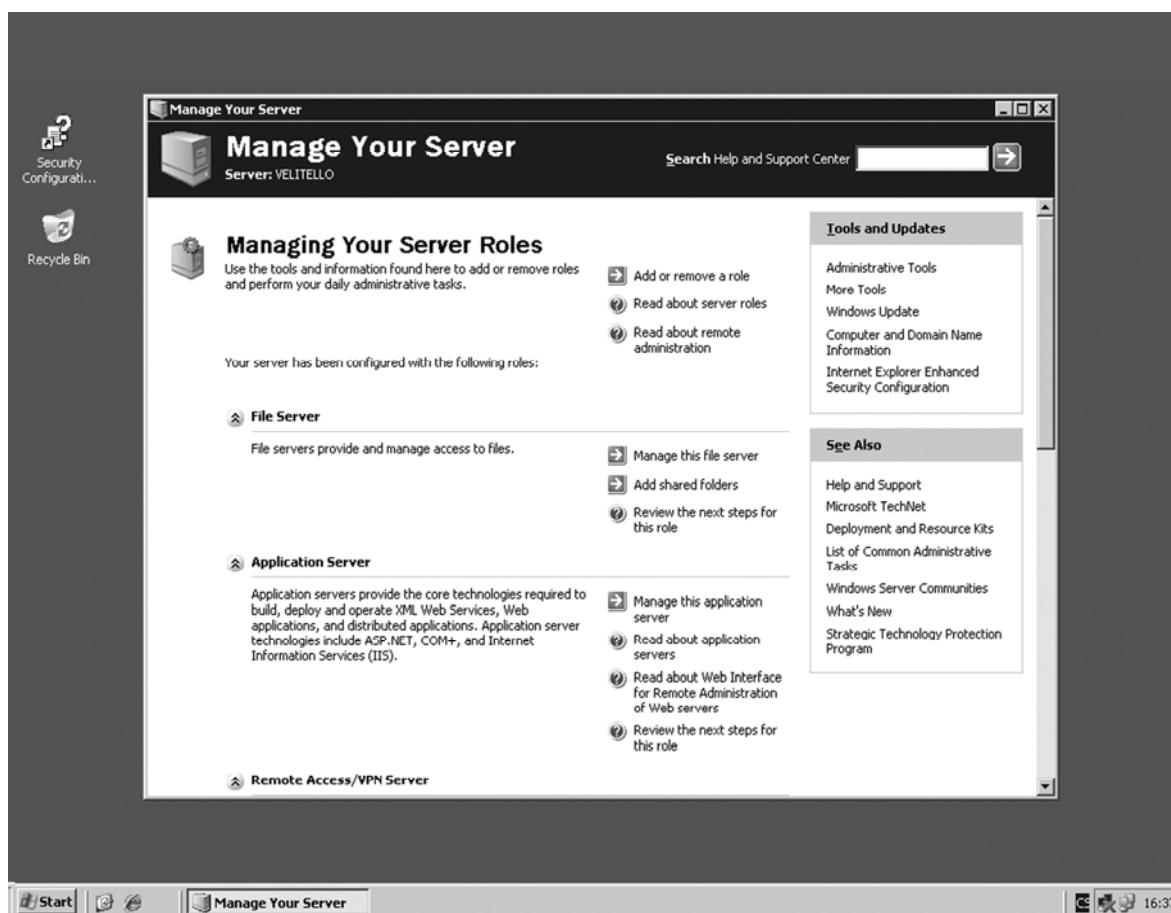 Security
Configurati...
Recycle Bin
Manage Your Server
Manage Your Server
Server: VELITELLO
Search Help and Support Center
Managing Your Server Roles
Use the tools and information found here to add or remove roles
and perform your daily administrative tasks.
Add or remove a role
Read about server roles
Read about remote
administration
Your server has been configured with the following roles:
File Server
File servers provide and manage access to files.
Manage this file server
Add shared folders
Review the next steps for
this role
Application Server
Application servers provide the core technologies required to
build, deploy and operate XML Web Services, Web
applications, and distributed applications. Application server
technologies include ASP.NET, COM+, and Internet
Information Services (IIS).
Manage this application
server
Read about application
servers
Read about Web Interface
for Remote Administration
of Web servers
Review the next steps for
this role
Remote Access/VPN Server
Tools and Updates
Administrative Tools
More Tools
Windows Update
Computer and Domain Name
Information
Internet Explorer Enhanced
Security Configuration
See Also
Help and Support
Microsoft TechNet
Deployment and Resource Kits
List of Common Administrative
Tasks
Windows Server Communities
What's New
Strategic Technology Protection
Program
Start
Manage Your Server
CS